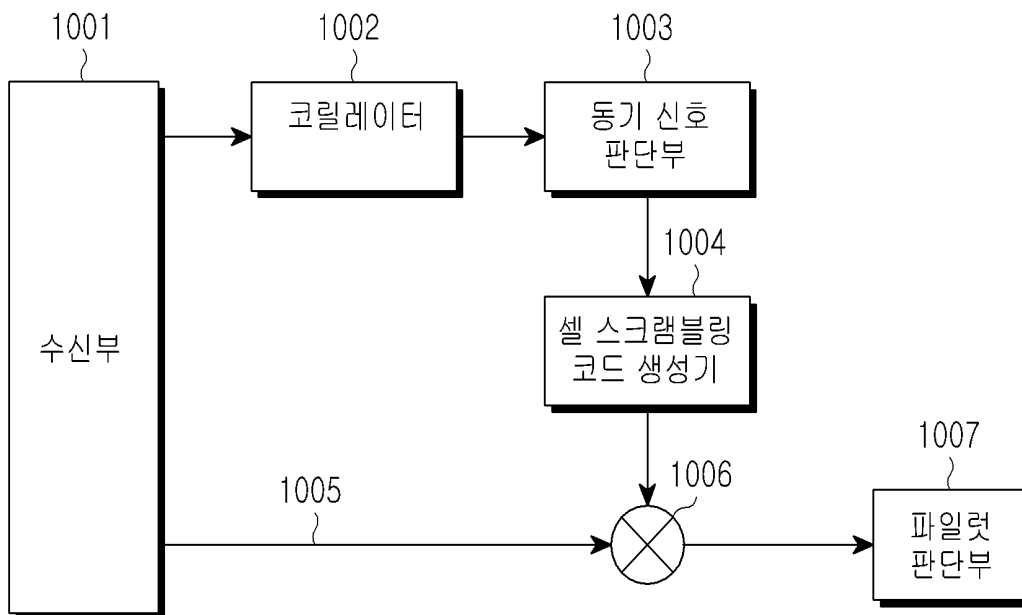 1001
1002
1003
코릴레이터
동기 신호
판단부
1004
수신부
셀 스크램블링
코드 생성기
1005
1006
1007
파일럿
판단부